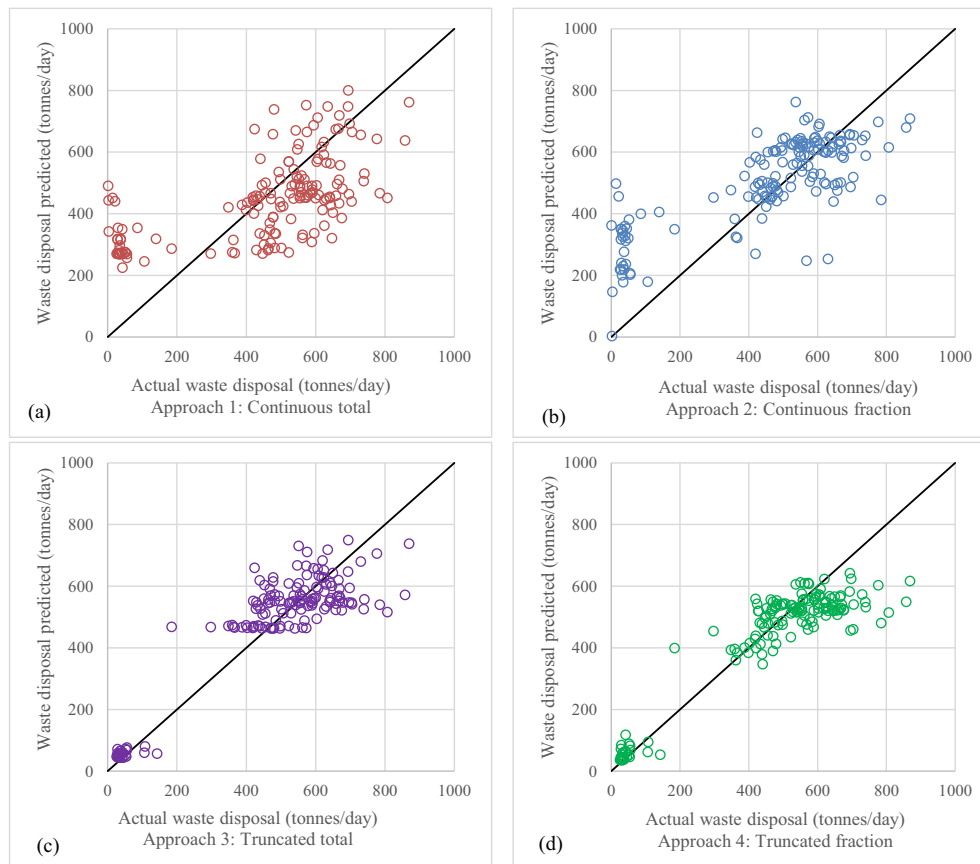 Waste disposal predicted (tonnes/day)
1000
800
600
400
200
0
0 200 400 600 800 1000
Actual waste disposal (tonnes/day)
Approach 1: Continuous total
(a)
Waste disposal predicted (tonnes/day)
1000
800
600
400
200
0
0 200 400 600 800 1000
Actual waste disposal (tonnes/day)
Approach 2: Continuous fraction
(b)
Waste disposal predicted (tonnes/day)
1000
800
600
400
200
0
0 200 400 600 800 1000
Actual waste disposal (tonnes/day)
Approach 3: Truncated total
(c)
Waste disposal predicted (tonnes/day)
1000
800
600
400
200
0
0 200 400 600 800 1000
Actual waste disposal (tonnes/day)
Approach 4: Truncated fraction
(d)